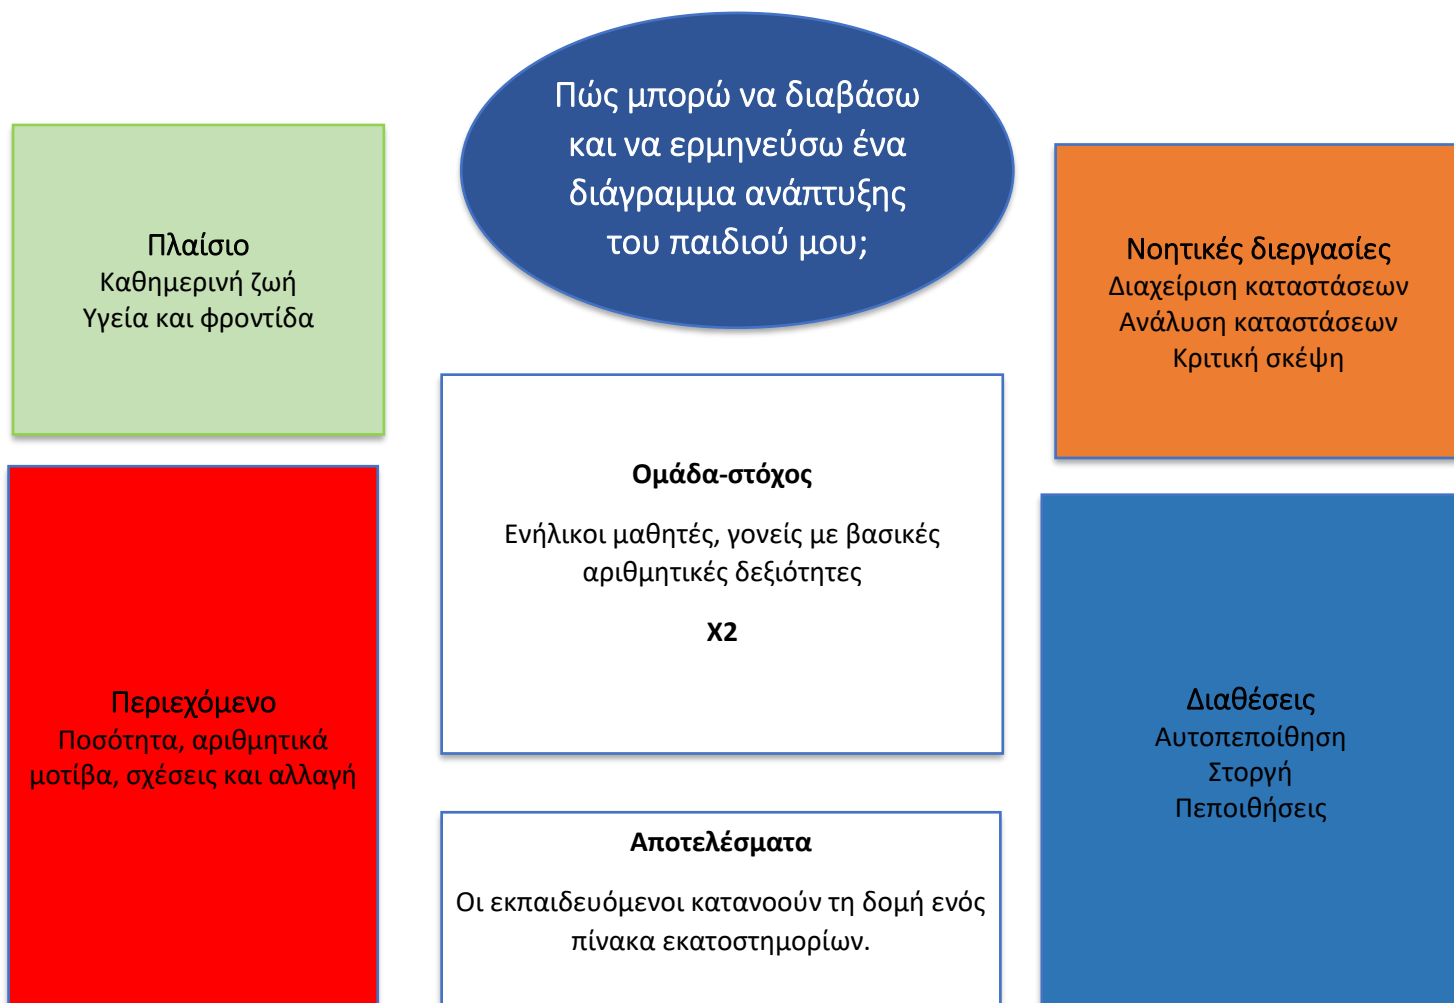 Πώς μπορώ να διαβάσω
και να ερμηνεύσω ένα
διάγραμμα ανάπτυξης
του παιδιού μου;
Πλαίσιο
Καθημερινή ζωή
Υγεία και φροντίδα
Νοητικές διεργασίες
Διαχείριση καταστάσεων
Ανάλυση καταστάσεων
Κριτική σκέψη
Ομάδα-στόχος
Ενήλικοι μαθητές, γονείς με βασικές
αριθμητικές δεξιότητες
X2
Περιεχόμενο
Ποσότητα, αριθμητικά
μοτίβα, σχέσεις και αλλαγή
Διαθέσεις
Αυτοπεποίθηση
Στοργή
Πεποιθήσεις
Αποτελέσματα
Οι εκπαιδευόμενοι κατανοούν τη δομή ενός
πίνακα εκατοστημορίων.